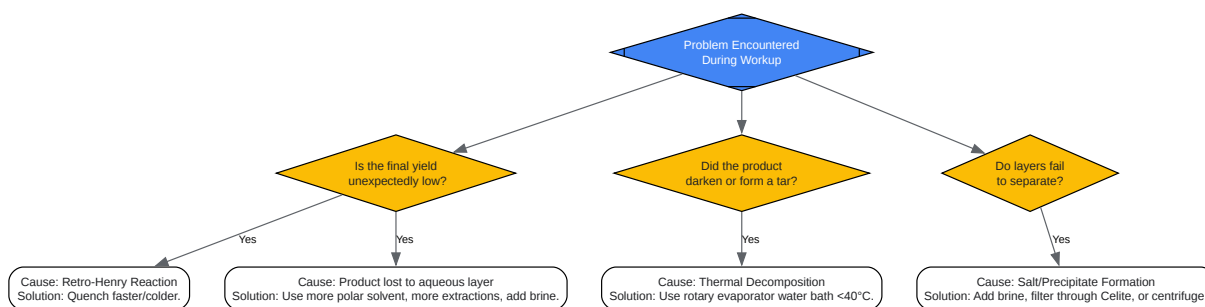 Problem Encountered
During Workup
Is the final yield
unexpectedly low?
Did the product
darken or form a tar?
Do layers fail
to separate?
Yes
Yes
Yes
Yes
Cause: Retro-Henry Reaction
Solution: Quench faster/colder.
Cause: Product lost to aqueous layer
Solution: Use more polar solvent, more extractions, add brine.
Cause: Thermal Decomposition
Solution: Use rotary evaporator water bath <40°C.
Cause: Salt/Precipitate Formation
Solution: Add brine, filter through Celite, or centrifuge